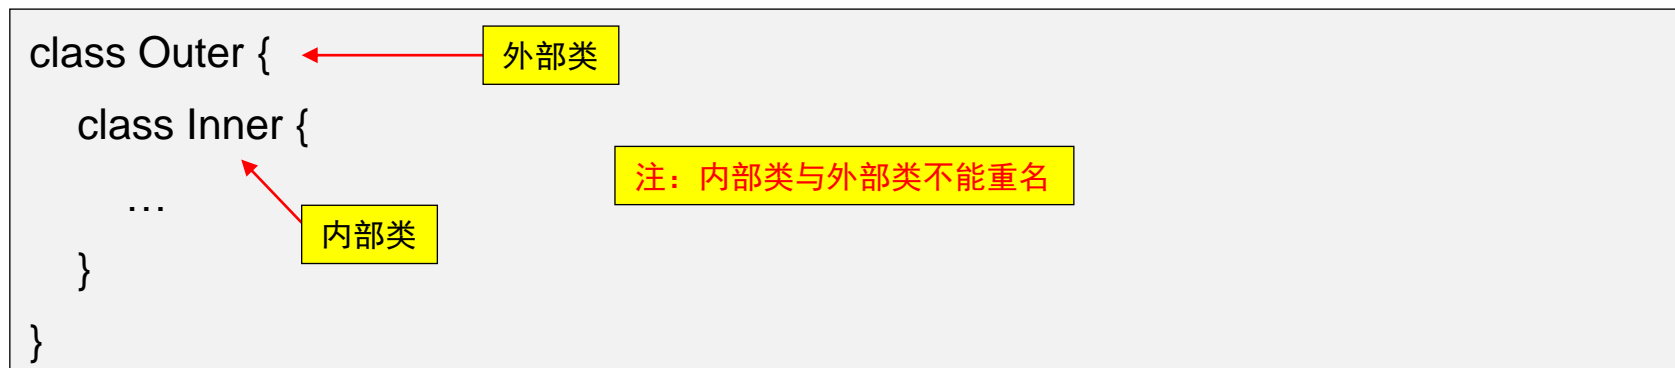 class Outer {
外部类
class Inner {
注：内部类与外部类不能重名
…
内部类
}
}